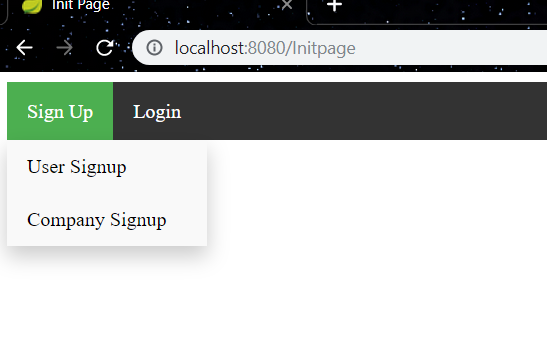 Init Page
localhost:8080/Initpage
Sign Up Login
User Signup
Company Signup